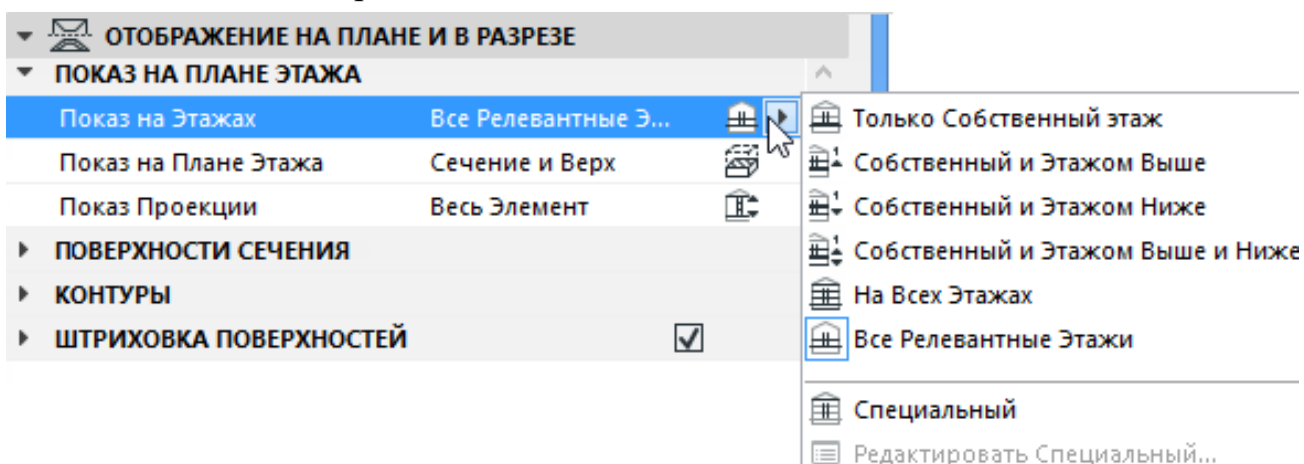 ОТОБРАЖЕНИЕ НА ПЛАНЕ И В РАЗРЕЗЕ
ПОКАЗ НА ПЛАНЕ ЭТАЖА
Показ на Этажах Все Релевантные Э...
Показ на Плане Этажа Сечение и Верх
Показ Проекции Весь Элемент
ПОВЕРХНОСТИ СЕЧЕНИЯ
КОНТУРЫ
ШТРИХОВКА ПОВЕРХНОСТЕЙ
Только Собственный этаж
Собственный и Этажом Выше
Собственный и Этажом Ниже
Собственный и Этажом Выше и Ниже
На Всех Этажах
Все Релевантные Этажи
Специальный
Редактировать Специальный...